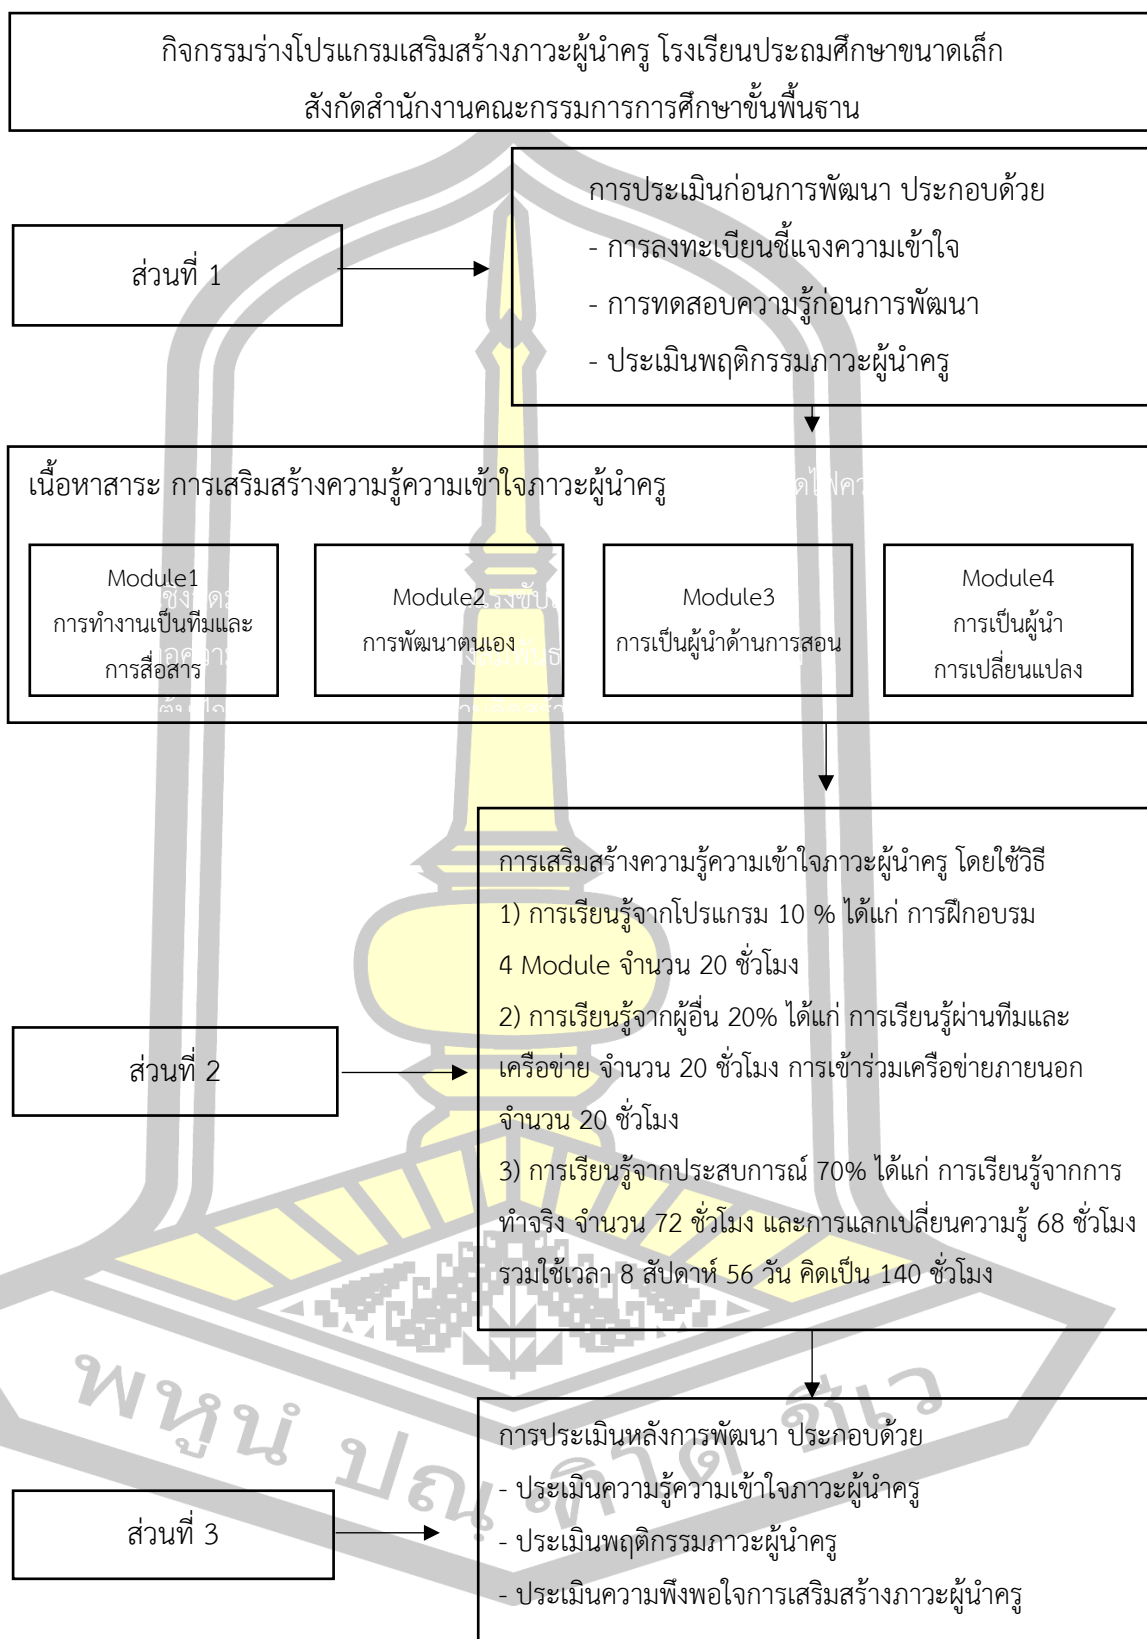 กิจกรรมร่างโปรแกรมเสริมสร้างภาวะผู้นำครู โรงเรียนประถมศึกษาขนาดเล็ก
สังกัดสำนักงานคณะกรรมการการศึกษาขั้นพื้นฐาน
ส่วนที่ 1
การประเมินก่อนการพัฒนา ประกอบด้วย
- การลงทะเบียนชี้แจงความเข้าใจ
- การทดสอบความรู้ก่อนการพัฒนา
- ประเมินพฤติกรรมภาวะผู้นำครู
เนื้อหาสาระ การเสริมสร้างความรู้ความเข้าใจภาวะผู้นำครู
Module1
การทำงานเป็นทีมและ
การสื่อสาร
Module2
การพัฒนาตนเอง
Module3
การเป็นผู้นำด้านการสอน
Module4
การเป็นผู้นำ
การเปลี่ยนแปลง
ส่วนที่ 2
การเสริมสร้างความรู้ความเข้าใจภาวะผู้นำครู โดยใช้วิธี
1) การเรียนรู้จากโปรแกรม 10 % ได้แก่ การฝึกอบรม
4 Module จำนวน 20 ชั่วโมง
2) การเรียนรู้จากผู้อื่น 20% ได้แก่ การเรียนรู้ผ่านทีมและ
เครือข่าย จำนวน 20 ชั่วโมง การเข้าร่วมเครือข่ายภายนอก
จำนวน 20 ชั่วโมง
3) การเรียนรู้จากประสบการณ์ 70% ได้แก่ การเรียนรู้จากการ
ทำจริง จำนวน 72 ชั่วโมง และการแลกเปลี่ยนความรู้ 68 ชั่วโมง
รวมใช้เวลา 8 สัปดาห์ 56 วัน คิดเป็น 140 ชั่วโมง
ส่วนที่ 3
การประเมินหลังการพัฒนา ประกอบด้วย
- ประเมินความรู้ความเข้าใจภาวะผู้นำครู
- ประเมินพฤติกรรมภาวะผู้นำครู
- ประเมินความพึงพอใจการเสริมสร้างภาวะผู้นำครู
พหูนํ ปณฺฑิโต ชีเว